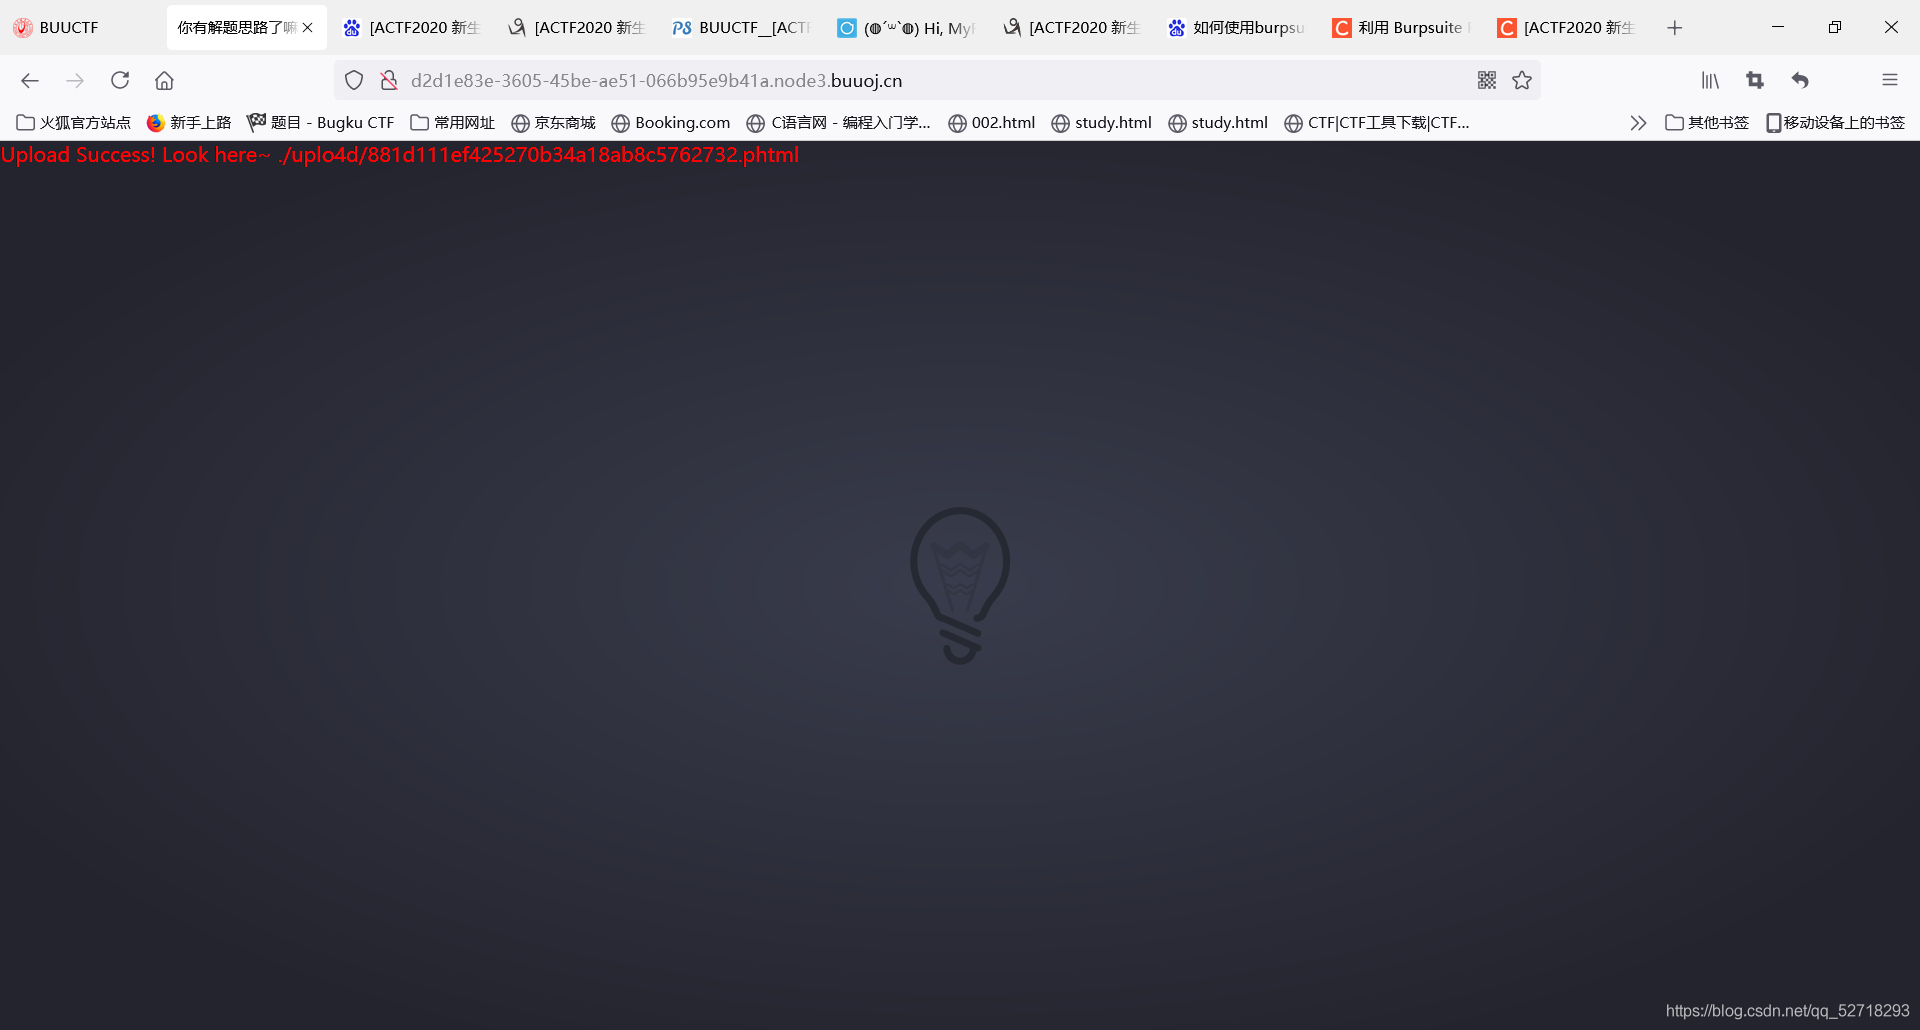 BUUCTF
你有解题思路了嘛
[ACTF2020 新生
[ACTF2020 新生
BUUCTF__[ACTF
Hi, MyF
[ACTF2020 新生
如何使用burpsu
利用 Burpsuite
[ACTF2020 新生
d2d1e83e-3605-45be-ae51-066b95e9b41a.node3.buuoj.cn
火狐官方站点 新手上路 题目 - Bugku CTF 常用网址 京东商城 Booking.com C语言网 - 编程入门学... 002.html study.html study.html CTF|CTF工具下载|CTF... 其他书签 移动设备上的书签
Upload Success! Look here~ ./uplo4d/881d111ef425270b34a18ab8c5762732.phtml
https://blog.csdn.net/qq_52718293